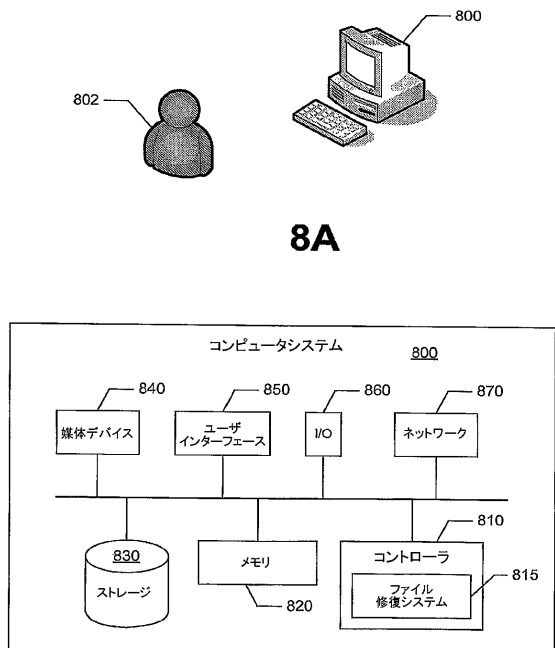 800
802
8A
コンピュータシステム 800
840
850
860
870
媒体デバイス
ユーザ
インターフェース
I/O
ネットワーク
830
ストレージ
メモリ
820
810
コントローラ
815
ファイル
修復システム